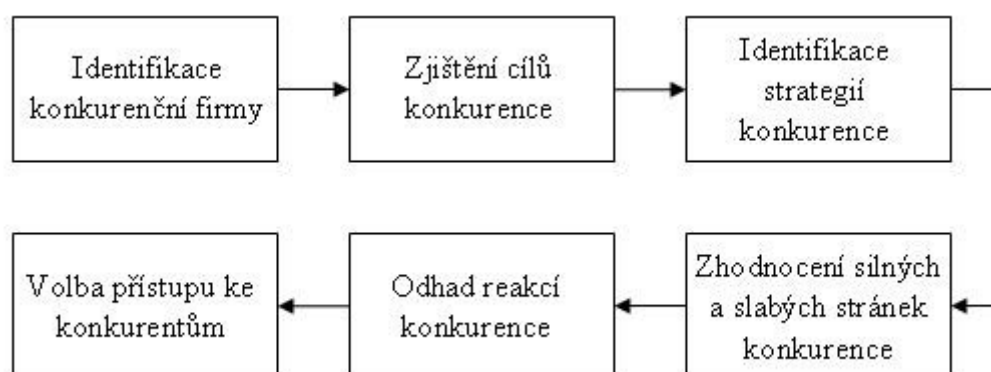 Identifikace
konkurenční firmy
Zjištění cílů
konkurence
Identifikace
strategií
konkurence
Zhodnocení silných
a slabých stránek
konkurence
Odhad reakcí
konkurence
Volba přístupu ke
konkurentům